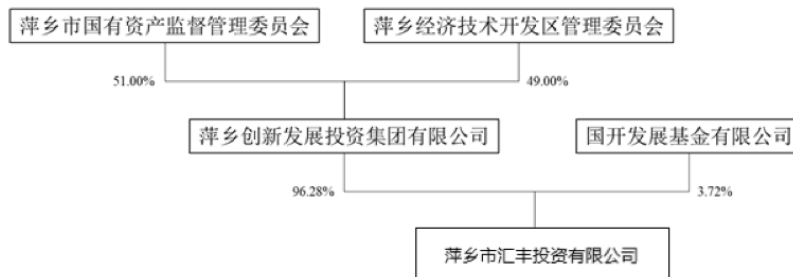 萍乡市国有资产监督管理委员会
萍乡经济技术开发区管理委员会
51.00%
49.00%
萍乡创新发展投资集团有限公司
国开发展基金有限公司
96.28%
3.72%
萍乡市汇丰投资有限公司